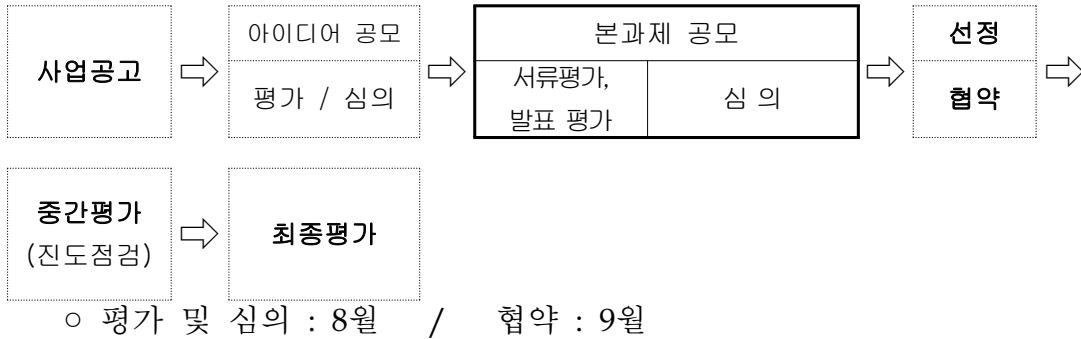 사업공고
아이디어 공모
평가 / 심의
본과제 공모
서류평가,
발표 평가
심 의
선정
협약
중간평가
(진도점검)
최종평가
○ 평가 및 심의 : 8월 / 협약 : 9월